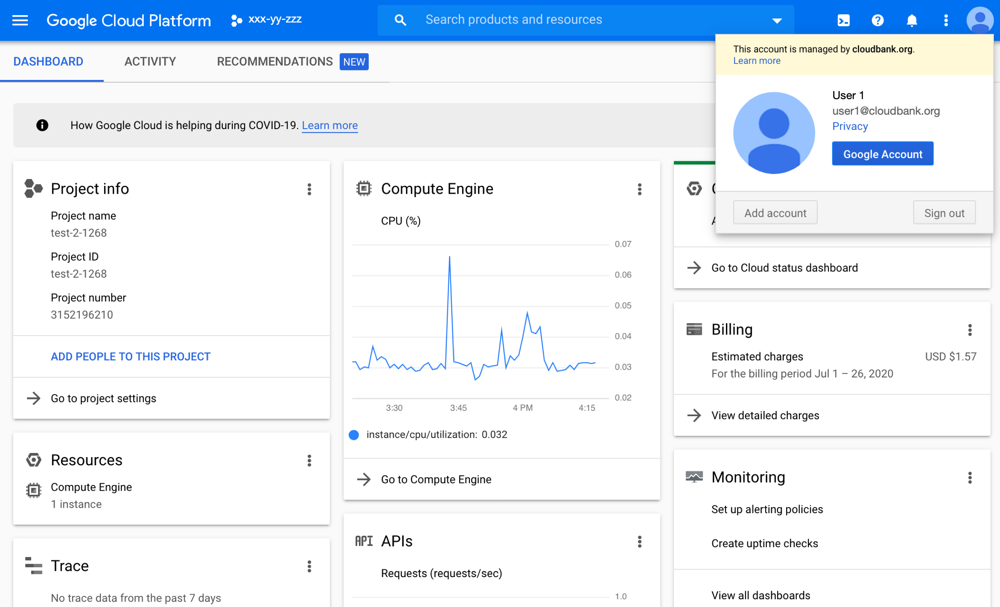 Google Cloud Platform
xxx-yy-zzz
Search products and resources
DASHBOARD
ACTIVITY
RECOMMENDATIONS
NEW
This account is managed by cloudbank.org.
Learn more
User 1
user1@cloudbank.org
Privacy
Google Account
Add account
Sign out
How Google Cloud is helping during COVID-19. Learn more
Project info
Project name
test-2-1268
Project ID
test-2-1268
Project number
3152196210
ADD PEOPLE TO THIS PROJECT
Go to project settings
Resources
Compute Engine
1 instance
Trace
No trace data from the past 7 days
Compute Engine
CPU (%)
0.07
0.06
0.05
0.04
0.03
0.02
3:30
3:45
4 PM
4:15
instance/cpu/utilization: 0.032
Go to Compute Engine
API
APIs
Requests (requests/sec)
1.0
Go to Cloud status dashboard
Billing
Estimated charges
USD $1.57
For the billing period Jul 1 – 26, 2020
View detailed charges
Monitoring
Set up alerting policies
Create uptime checks
View all dashboards